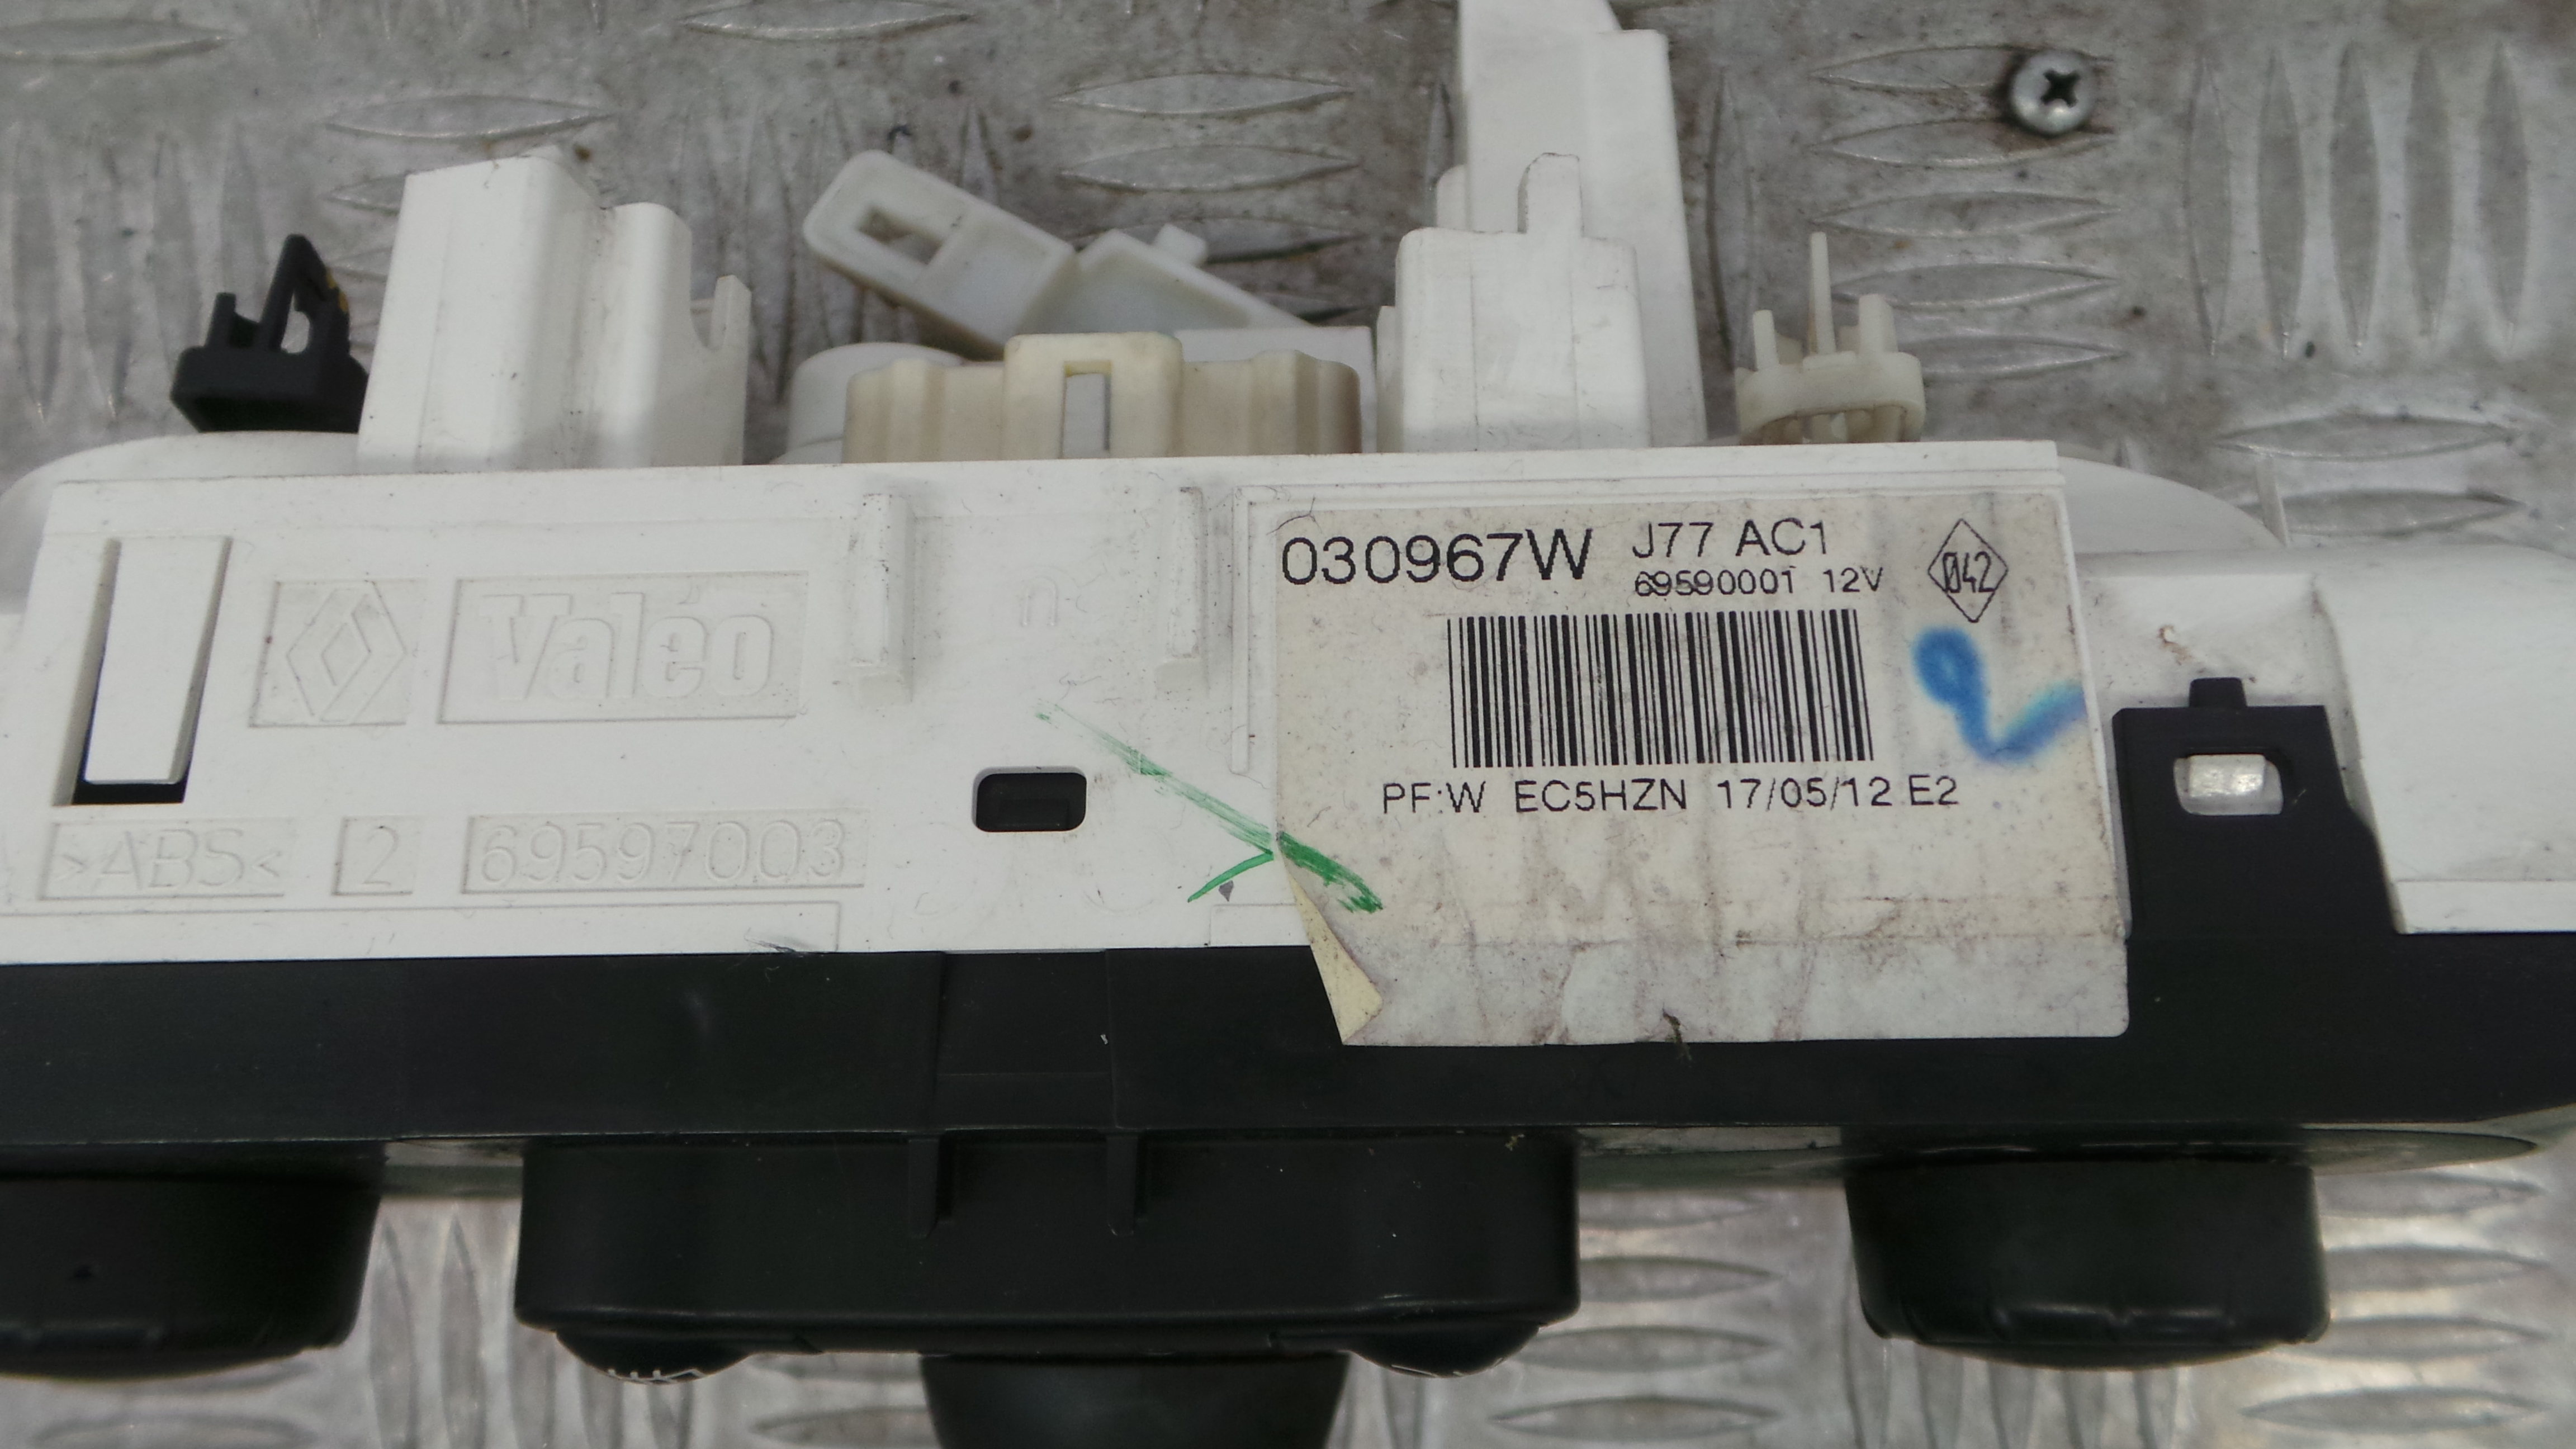 030967W J77 AC1
69590001 12V
042
PF:W EC5HZN 17/05/12 E2
Valeo
>ABS< 2 69597003